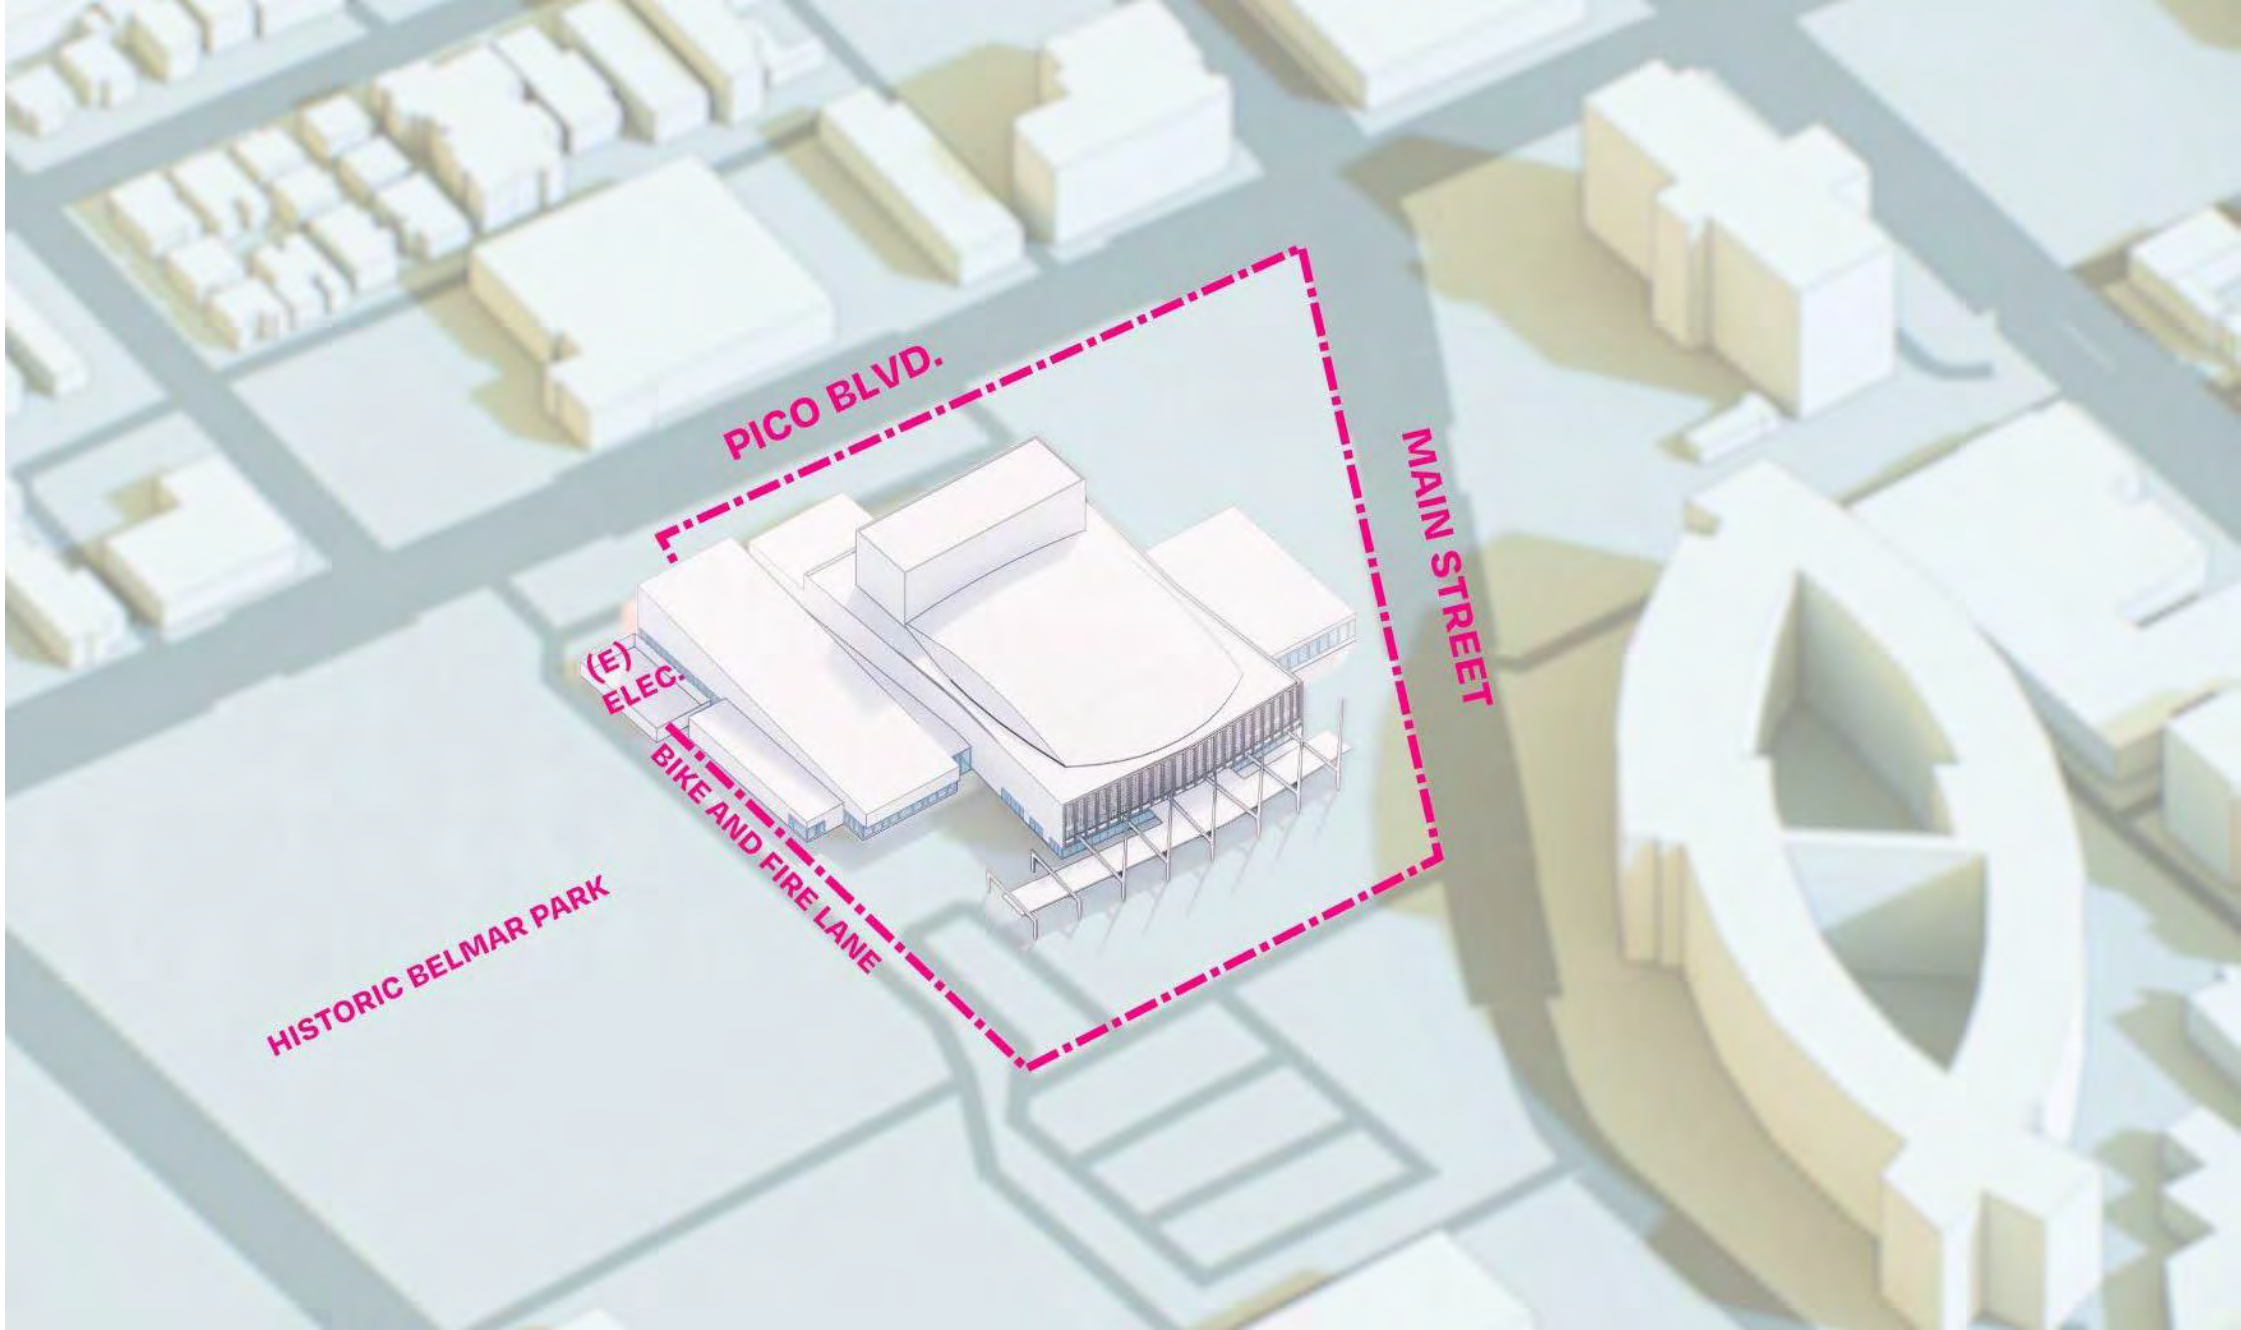 PICO BLVD.
MAIN STREET
(E)
ELEC.
BIKE AND FIRE LANE
HISTORIC BELMAR PARK